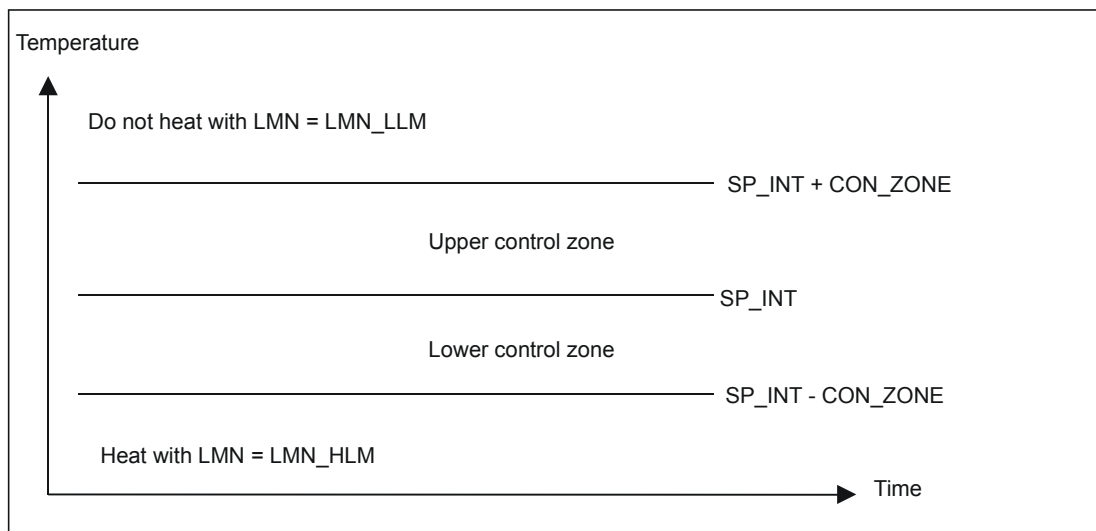 Temperature
Do not heat with LMN = LMN_LLM
SP_INT + CON_ZONE
Upper control zone
SP_INT
Lower control zone
SP_INT - CON_ZONE
Heat with LMN = LMN_HLM
Time